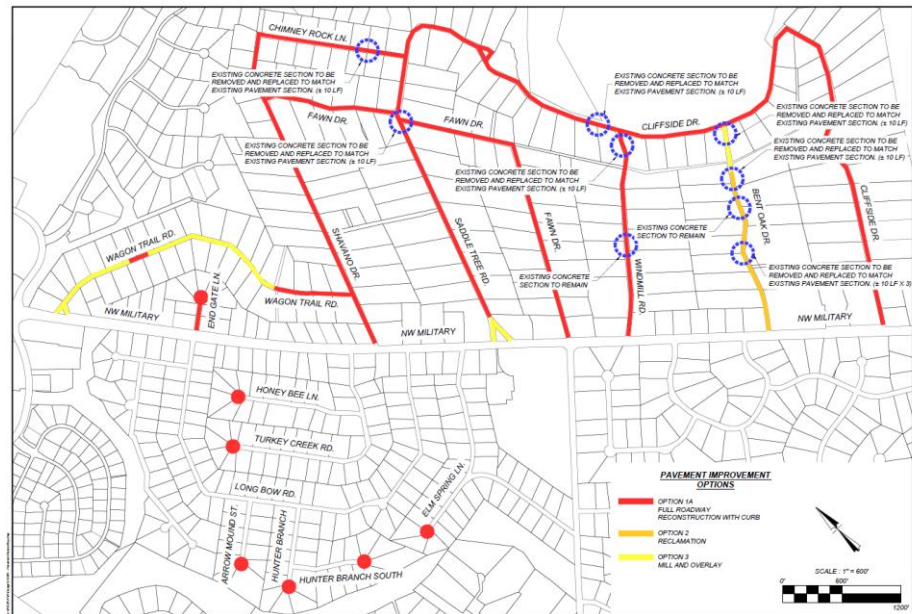 CHIMNEY ROCK LN.
EXISTING CONCRETE SECTION TO BE
REMOVED AND REPLACED TO MATCH
EXISTING PAVEMENT SECTION. (± 10 LF)
EXISTING CONCRETE SECTION TO BE
REMOVED AND REPLACED TO MATCH
EXISTING PAVEMENT SECTION. (± 10 LF)
EXISTING CONCRETE SECTION TO BE
REMOVED AND REPLACED TO MATCH
EXISTING PAVEMENT SECTION. (± 10 LF)
FAWN DR.
FAWN DR.
CLIFFSIDE DR.
EXISTING CONCRETE SECTION TO BE
REMOVED AND REPLACED TO MATCH
EXISTING PAVEMENT SECTION. (± 10 LF)
EXISTING CONCRETE SECTION TO BE
REMOVED AND REPLACED TO MATCH
EXISTING PAVEMENT SECTION. (± 10 LF)
EXISTING CONCRETE SECTION TO BE
REMOVED AND REPLACED TO MATCH
EXISTING PAVEMENT SECTION. (± 10 LF)
WAGON TRAIL RD.
SHAVANO DR.
SADDLE TREE RD.
FAWN DR.
EXISTING CONCRETE
SECTION TO REMAIN
BENT OAK DR.
CLIFFSIDE DR.
EXISTING CONCRETE
SECTION TO REMAIN
WINDMILL RD.
EXISTING CONCRETE SECTION TO BE
REMOVED AND REPLACED TO MATCH
EXISTING PAVEMENT SECTION. (± 10 LF X 3)
END GATE LN.
WAGON TRAIL RD.
NW MILITARY
NW MILITARY
NW MILITARY
HONEY BEE LN.
TURKEY CREEK RD.
LONG BOW RD.
ELM SPRING LN.
ARROW MOUND ST.
HUNTER BRANCH
HUNTER BRANCH SOUTH
PAVEMENT IMPROVEMENT
OPTIONS
OPTION 1A
FULL ROADWAY
RECONSTRUCTION WITH CURB
OPTION 2
RECLAMATION
OPTION 3
MILL AND OVERLAY
SCALE : 1" = 600'
0' 600' 1200'